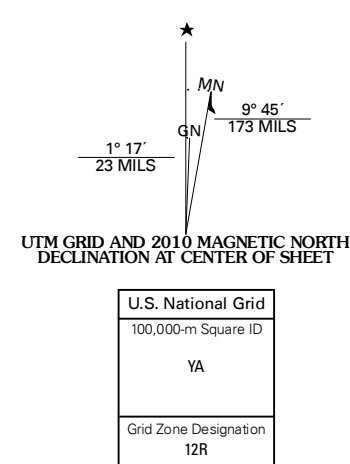 ★
MN
9° 45´
173 MILS
GN
1° 17´
23 MILS
UTM GRID AND 2010 MAGNETIC NORTH
DECLINATION AT CENTER OF SHEET
U.S. National Grid
100,000-m Square ID
YA
Grid Zone Designation
12R